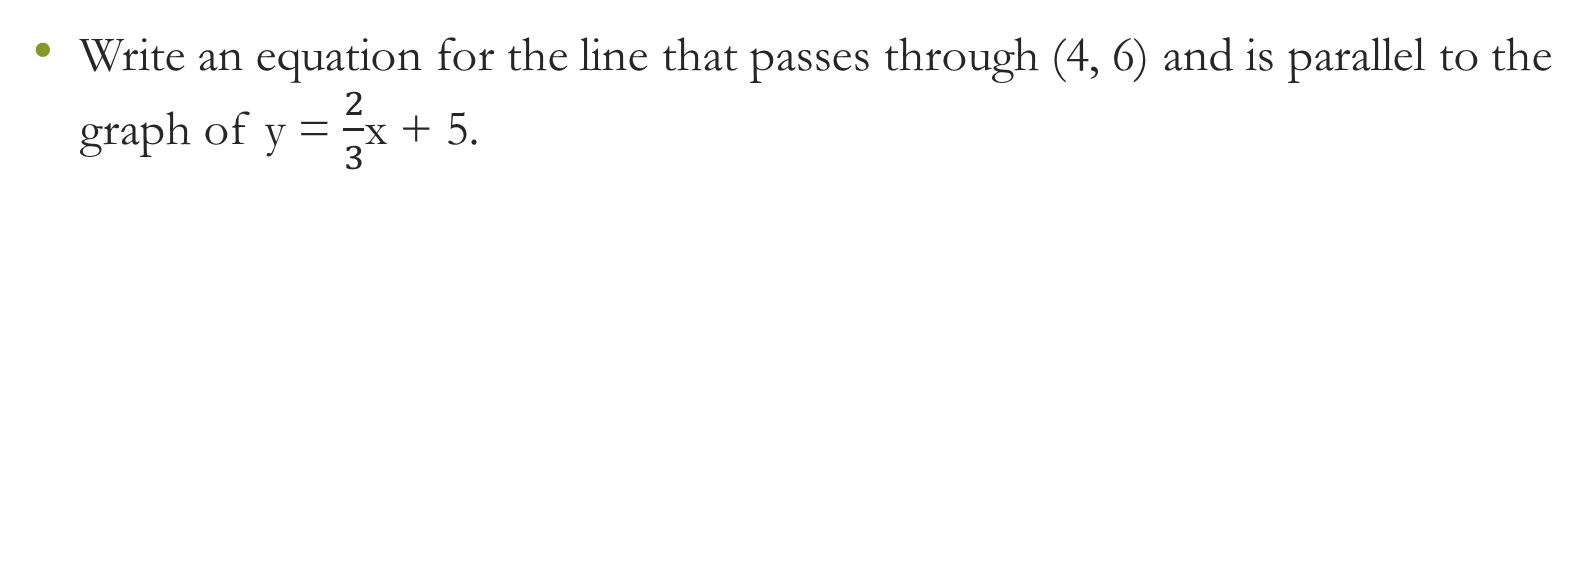 • Write an equation for the line that passes through (4, 6) and is parallel to the
graph of y = 2/3x + 5.